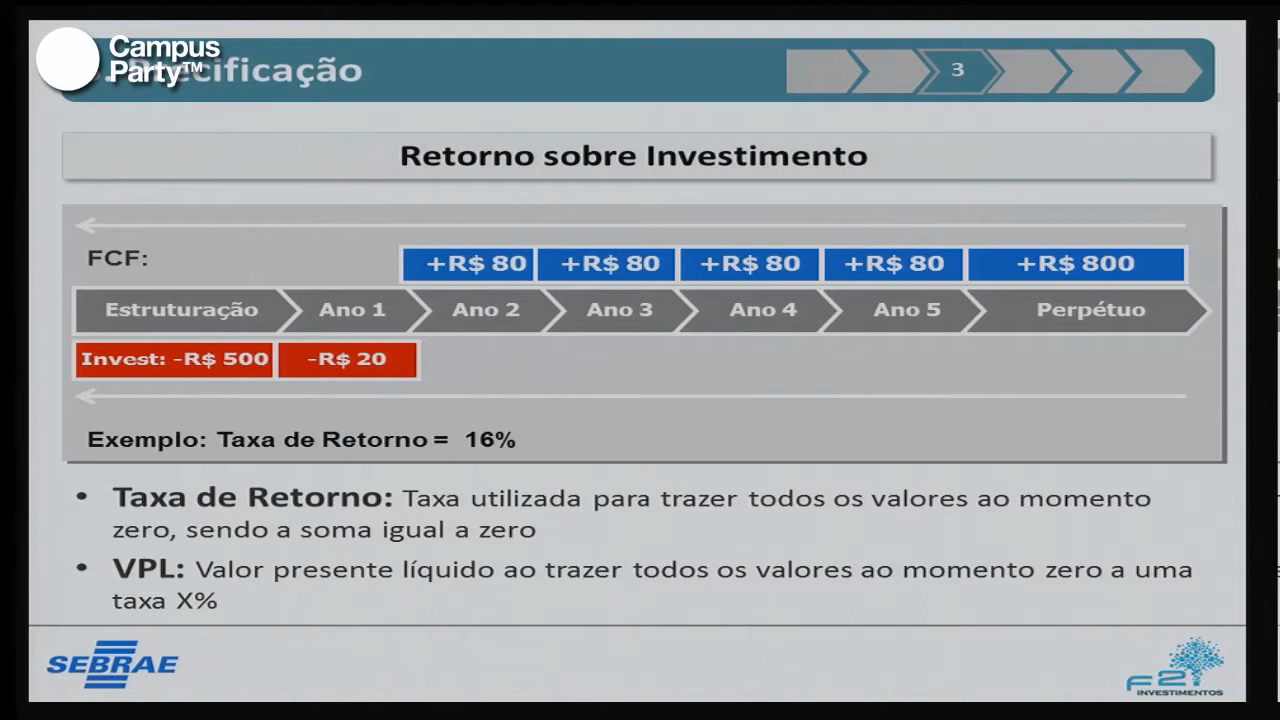 Campus
Party™
Precificação
3
Retorno sobre Investimento
FCF:
+R$ 80 +R$ 80 +R$ 80 +R$ 80 +R$ 800
Estruturação Ano 1 Ano 2 Ano 3 Ano 4 Ano 5 Perpétuo
Invest: -R$ 500 -R$ 20
Exemplo: Taxa de Retorno = 16%
• Taxa de Retorno: Taxa utilizada para trazer todos os valores ao momento
zero, sendo a soma igual a zero
• VPL: Valor presente líquido ao trazer todos os valores ao momento zero a uma
taxa X%
SEBRAE
F2i
INVESTIMENTOS